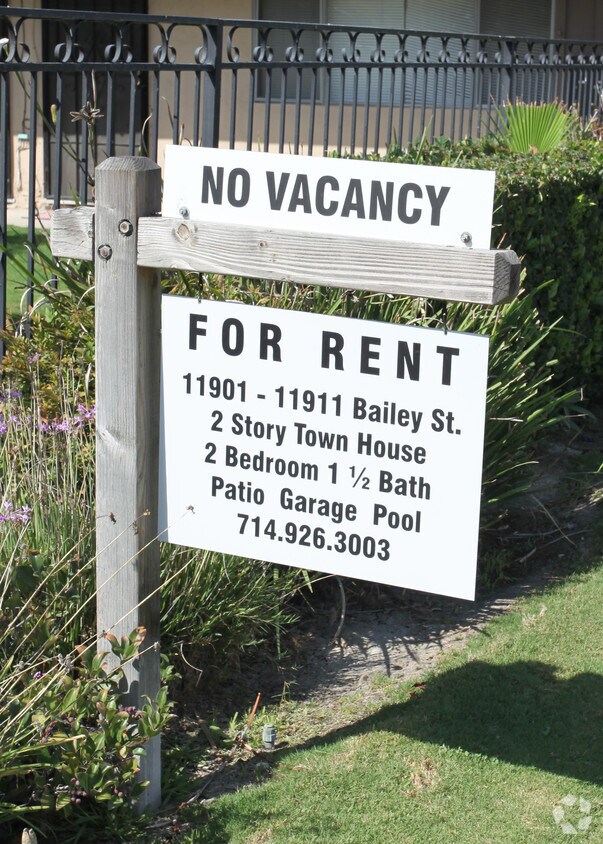 NO VACANCY
FOR RENT
11901 - 11911 Bailey St.
2 Story Town House
2 Bedroom 1 ½ Bath
Patio Garage Pool
714.926.3003